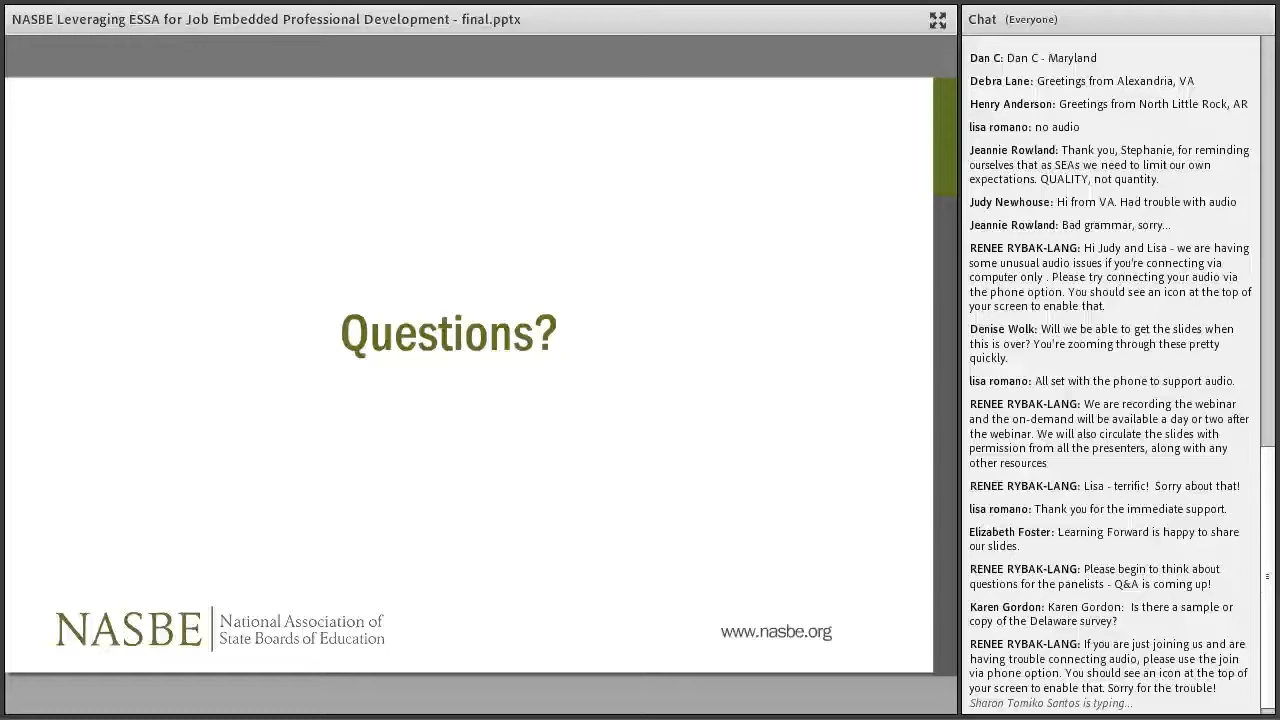 NASBE Leveraging ESSA for Job Embedded Professional Development - final.pptx
Questions?
NASBE
National Association of
State Boards of Education
www.nasbe.org
Chat (Everyone)
Dan C: Dan C - Maryland
Debra Lane: Greetings from Alexandria, VA
Henry Anderson: Greetings from North Little Rock, AR
lisa romano: no audio
Jeannie Rowland: Thank you, Stephanie, for reminding
ourselves that as SEAs we need to limit our own
expectations. QUALITY, not quantity.
Judy Newhouse: Hi from VA. Had trouble with audio
Jeannie Rowland: Bad grammar, sorry...
RENEE RYBAK-LANG: Hi Judy and Lisa - we are having
some unusual audio issues if you're connecting via
computer only . Please try connecting your audio via
the phone option. You should see an icon at the top of
your screen to enable that.
Denise Wolk: Will we be able to get the slides when
this is over? You're zooming through these pretty
quickly.
lisa romano: All set with the phone to support audio.
RENEE RYBAK-LANG: We are recording the webinar
and the on-demand will be available a day or two after
the webinar. We will also circulate the slides with
permission from all the presenters, along with any
other resources
RENEE RYBAK-LANG: Lisa - terrific! Sorry about that!
lisa romano: Thank you for the immediate support.
Elizabeth Foster: Learning Forward is happy to share
our slides.
RENEE RYBAK-LANG: Please begin to think about
questions for the panelists - Q&A is coming up!
Karen Gordon: Karen Gordon: Is there a sample or
copy of the Delaware survey?
RENEE RYBAK-LANG: If you are just joining us and are
having trouble connecting audio, please use the join
via phone option. You should see an icon at the top of
your screen to enable that. Sorry for the trouble!
Sharon Tomiko Santos is typing...